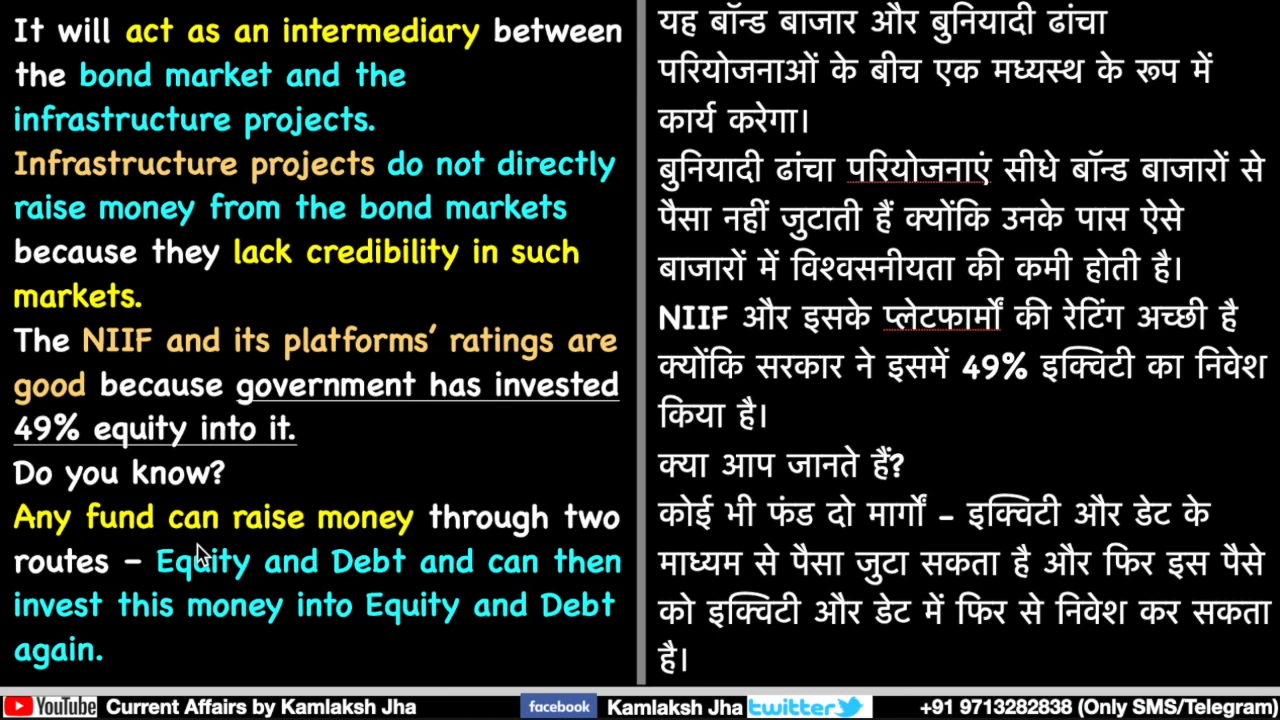 It will act as an intermediary between
the bond market and the
infrastructure projects.
Infrastructure projects do not directly
raise money from the bond markets
because they lack credibility in such
markets.
The NIIF and its platforms’ ratings are
good because government has invested
49% equity into it.
Do you know?
Any fund can raise money through two
routes – Equity and Debt and can then
invest this money into Equity and Debt
again.
यह बॉन्ड बाजार और बुनियादी ढांचा
परियोजनाओं के बीच एक मध्यस्थ के रूप में
कार्य करेगा।
बुनियादी ढांचा परियोजनाएं सीधे बॉन्ड बाजारों से
पैसा नहीं जुटाती हैं क्योंकि उनके पास ऐसे
बाजारों में विश्वसनीयता की कमी होती है।
NIIF और इसके प्लेटफार्मों की रेटिंग अच्छी है
क्योंकि सरकार ने इसमें 49% इक्विटी का निवेश
किया है।
क्या आप जानते हैं?
कोई भी फंड दो मार्गों – इक्विटी और डेट के
माध्यम से पैसा जुटा सकता है और फिर इस पैसे
को इक्विटी और डेट में फिर से निवेश कर सकता
है।
YouTube Current Affairs by Kamlaksh Jha facebook Kamlaksh Jha twitter +91 9713282838 (Only SMS/Telegram)